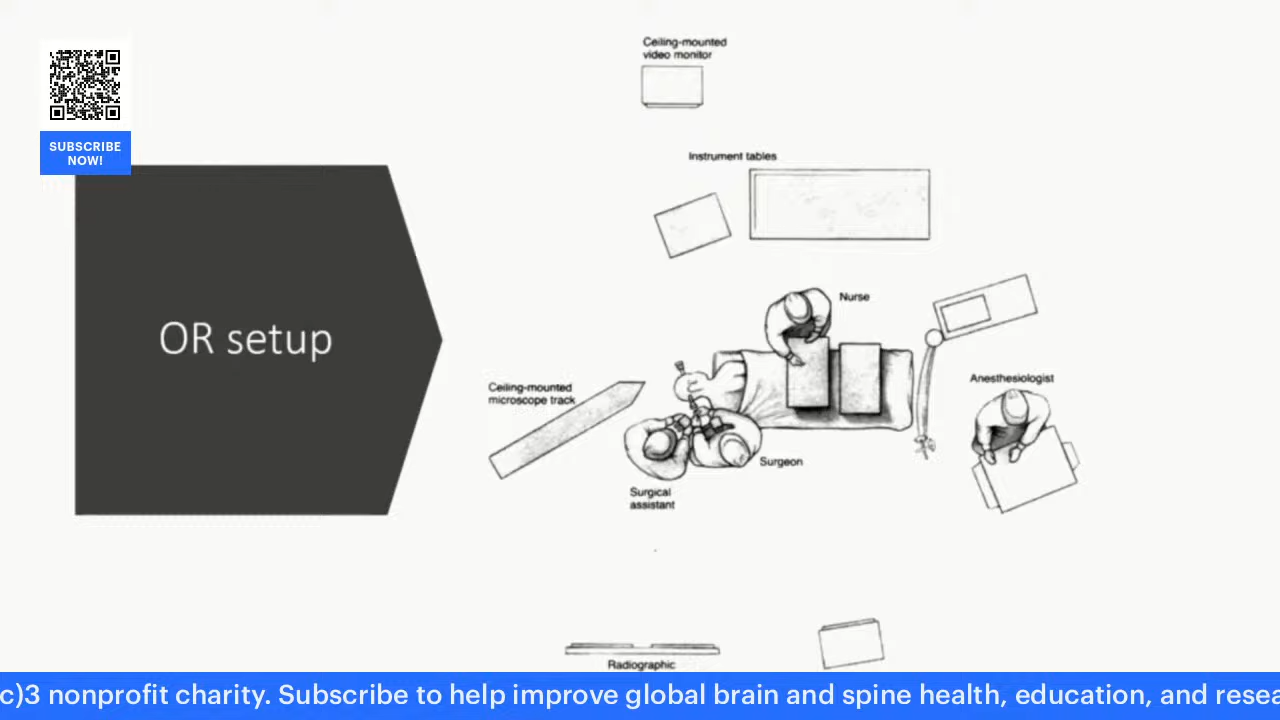 SUBSCRIBE
NOW!
OR setup
Ceiling-mounted
video monitor
Instrument tables
Nurse
Anesthesiologist
Ceiling-mounted
microscope track
Surgeon
Surgical
assistant
Radiographic
c)3 nonprofit charity. Subscribe to help improve global brain and spine health, education, and resea